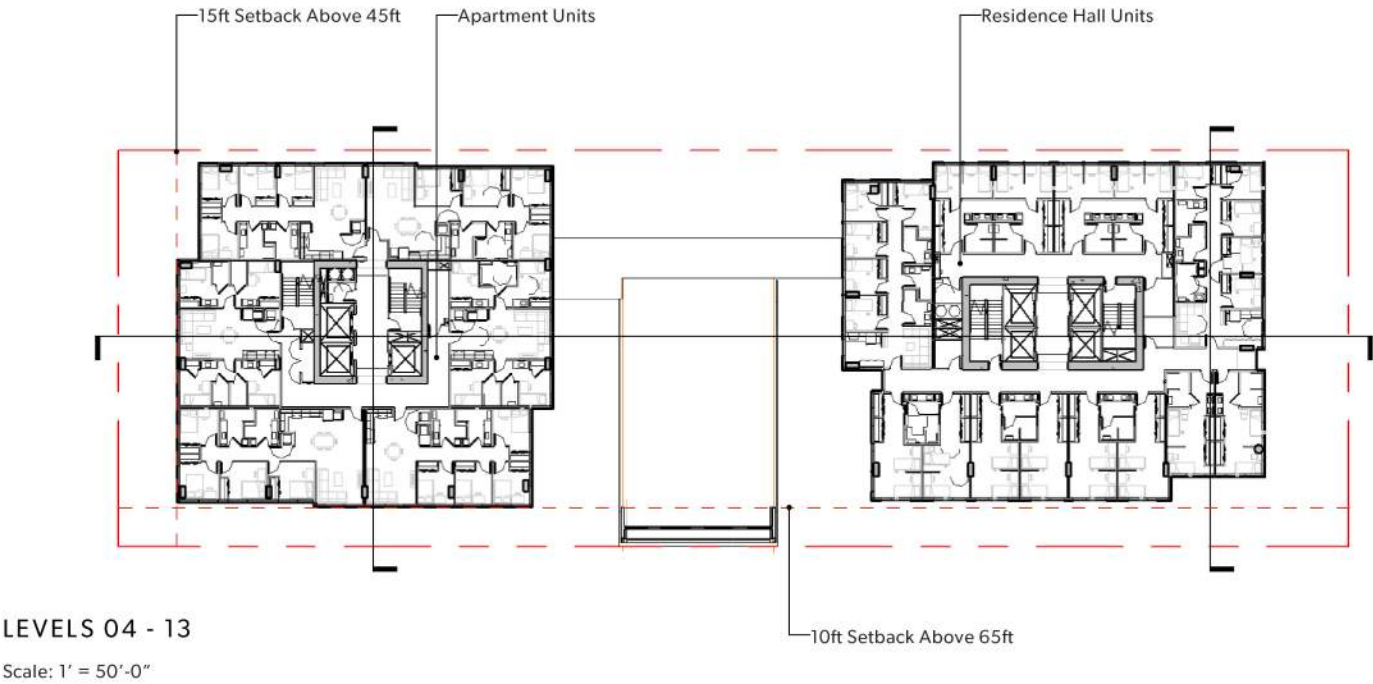 15ft Setback Above 45ft
Apartment Units
Residence Hall Units
LEVELS 04 - 13
10ft Setback Above 65ft
Scale: 1’ = 50’-0”